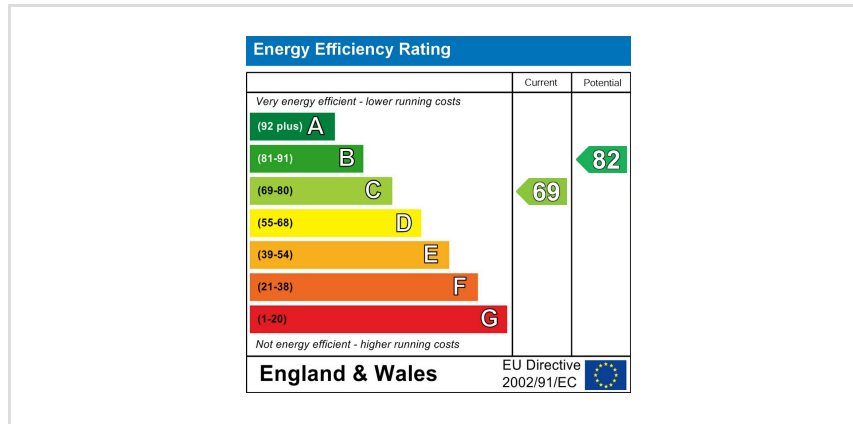 Energy Efficiency Rating
Current Potential
Very energy efficient - lower running costs
(92 plus) A
(81-91) B
82
(69-80) C
69
(55-68) D
(39-54) E
(21-38) F
(1-20) G
Not energy efficient - higher running costs
England & Wales
EU Directive
2002/91/EC